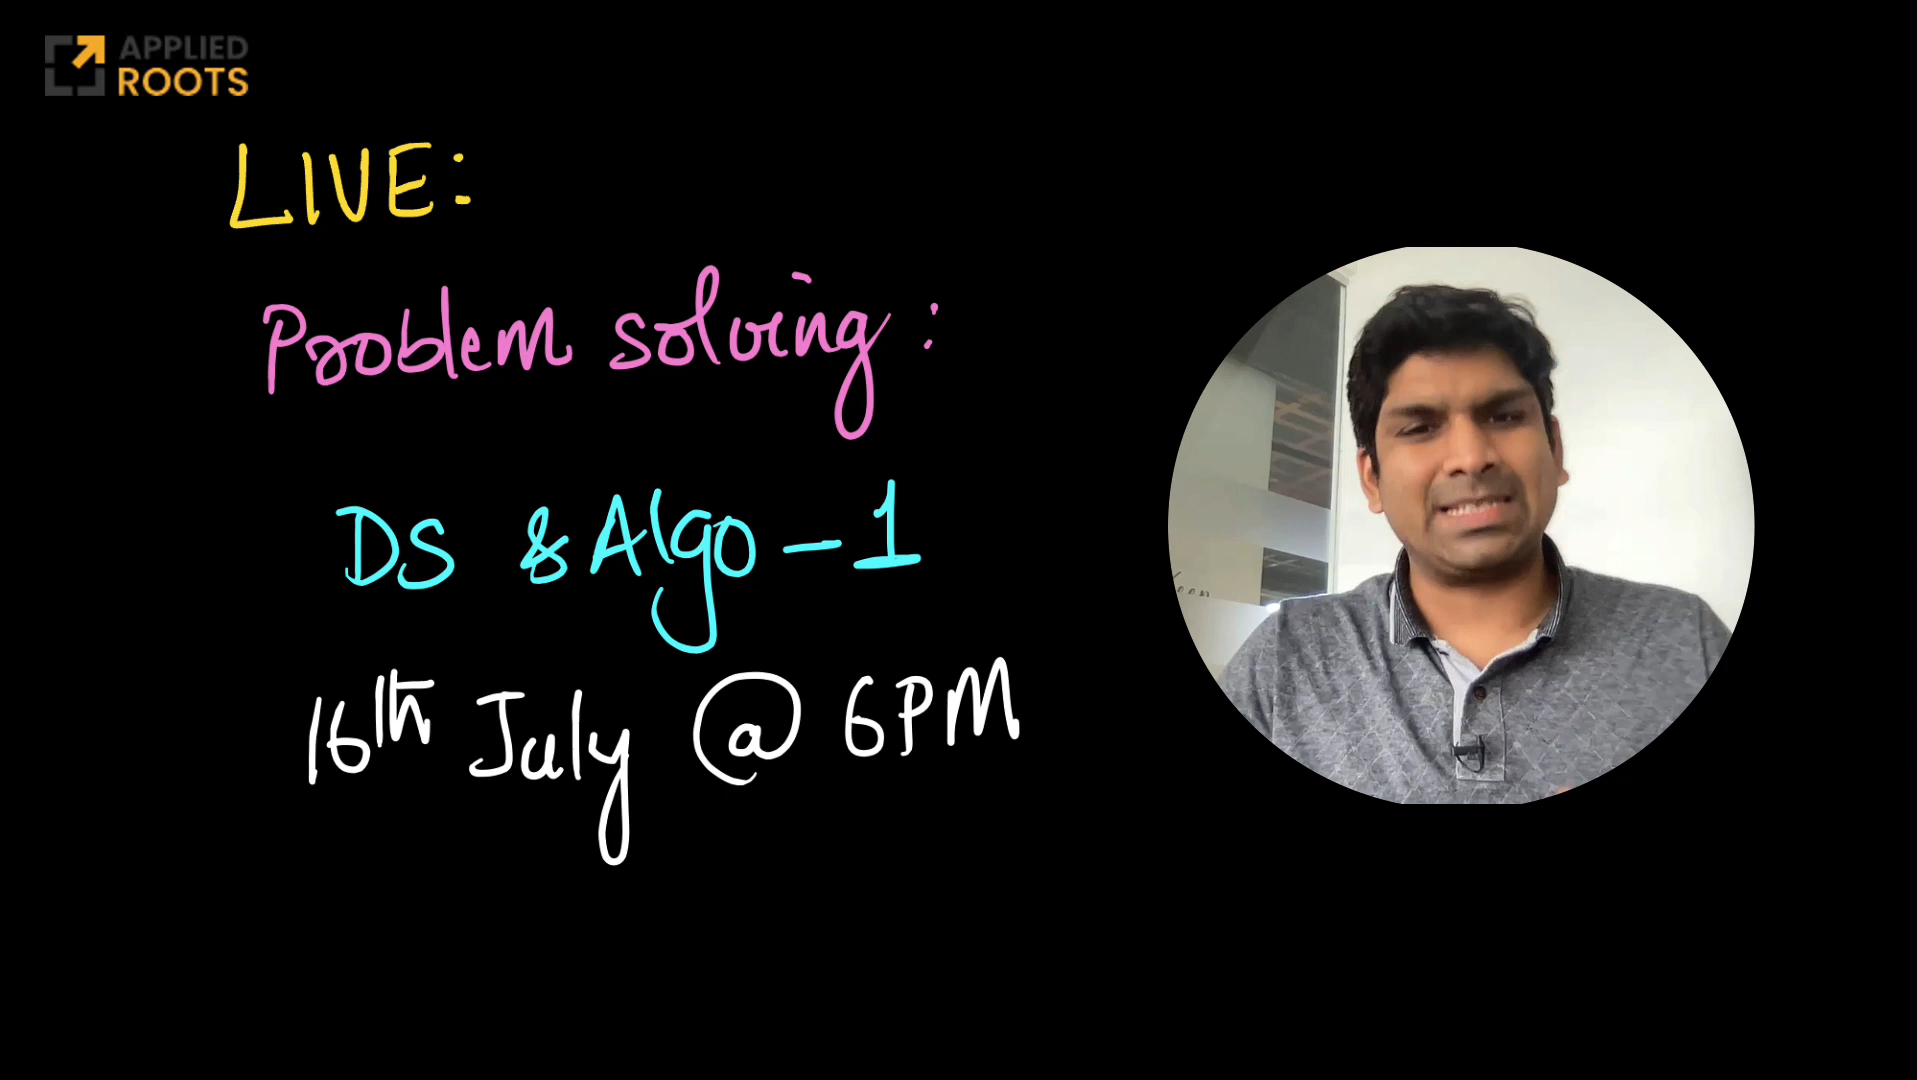 APPLIED
ROOTS
LIVE:
Problem solving:
DS & Algo - 1
16th July @ 6PM